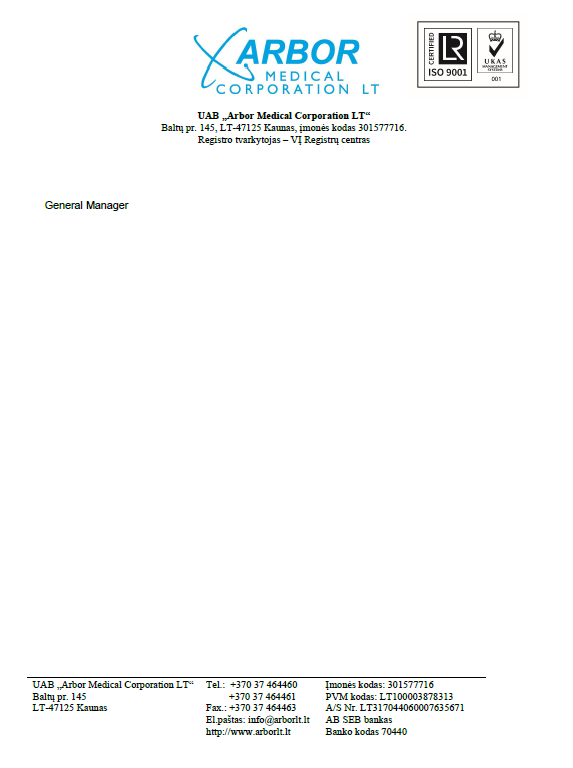 ARBOR
MEDICAL
CORPORATION LT
CERTIFIED
LR
ISO 9001
UKAS
MANAGEMENT
SYSTEMS
001
UAB „Arbor Medical Corporation LT“
Baltų pr. 145, LT-47125 Kaunas, įmonės kodas 301577716.
Registro tvarkytojas – VĮ Registrų centras
General Manager
UAB „Arbor Medical Corporation LT“ Tel.: +370 37 464460 Įmonės kodas: 301577716
Baltų pr. 145 +370 37 464461 PVM kodas: LT100003878313
LT-47125 Kaunas Fax.: +370 37 464463 A/S Nr. LT317044060007635671
El.paštas: info@arborlt.lt AB SEB bankas
http://www.arborlt.lt Banko kodas 70440